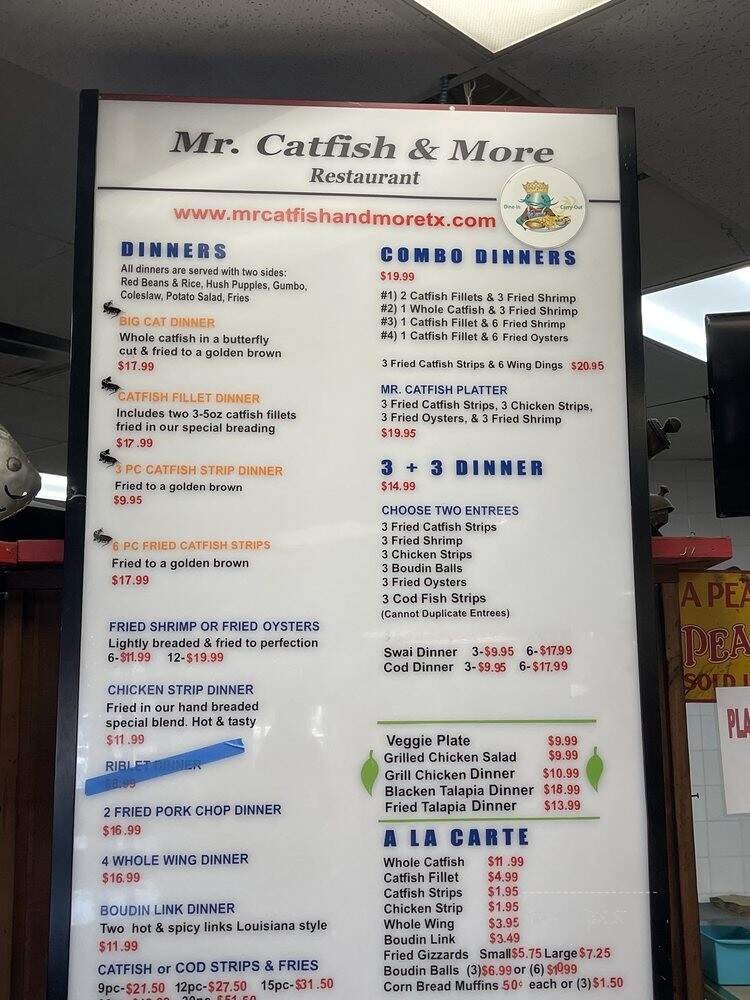 Mr. Catfish & More
Restaurant
www.mrcatfishandmoretx.com
Dine-In
Carry-Out
DINNERS
All dinners are served with two sides:
Red Beans & Rice, Hush Pupples, Gumbo,
Coleslaw, Potato Salad, Fries
BIG CAT DINNER
Whole catfish in a butterfly
cut & fried to a golden brown
$17.99
CATFISH FILLET DINNER
Includes two 3-5oz catfish fillets
fried in our special breading
$17.99
3 PC CATFISH STRIP DINNER
Fried to a golden brown
$9.95
6 PC FRIED CATFISH STRIPS
Fried to a golden brown
$17.99
FRIED SHRIMP OR FRIED OYSTERS
Lightly breaded & fried to perfection
6-$11.99 12-$19.99
CHICKEN STRIP DINNER
Fried in our hand breaded
special blend. Hot & tasty
$11.99
RIBLET DINNER
$8.99
2 FRIED PORK CHOP DINNER
$16.99
4 WHOLE WING DINNER
$16.99
BOUDIN LINK DINNER
Two hot & spicy links Louisiana style
$11.99
CATFISH or COD STRIPS & FRIES
9pc-$21.50 12pc-$27.50 15pc-$31.50
COMBO DINNERS
$19.99
#1) 2 Catfish Fillets & 3 Fried Shrimp
#2) 1 Whole Catfish & 3 Fried Shrimp
#3) 1 Catfish Fillet & 6 Fried Shrimp
#4) 1 Catfish Fillet & 6 Fried Oysters
3 Fried Catfish Strips & 6 Wing Dings $20.95
MR. CATFISH PLATTER
3 Fried Catfish Strips, 3 Chicken Strips,
3 Fried Oysters, & 3 Fried Shrimp
$19.95
3 + 3 DINNER
$14.99
CHOOSE TWO ENTREES
3 Fried Catfish Strips
3 Fried Shrimp
3 Chicken Strips
3 Boudin Balls
3 Fried Oysters
3 Cod Fish Strips
(Cannot Duplicate Entrees)
Swai Dinner 3-$9.95 6-$17.99
Cod Dinner 3-$9.95 6-$17.99
Veggie Plate $9.99
Grilled Chicken Salad $9.99
Grill Chicken Dinner $10.99
Blacken Talapia Dinner $18.99
Fried Talapia Dinner $13.99
A LA CARTE
Whole Catfish $11.99
Catfish Fillet $4.99
Catfish Strips $1.95
Chicken Strip $1.95
Whole Wing $3.95
Boudin Link $3.49
Fried Gizzards Small $5.75 Large $7.25
Boudin Balls (3)$6.99 or (6)
Corn Bread Muffins .50¢ each or (3)$1.50
A PEA
PEA
SOLD
PLA